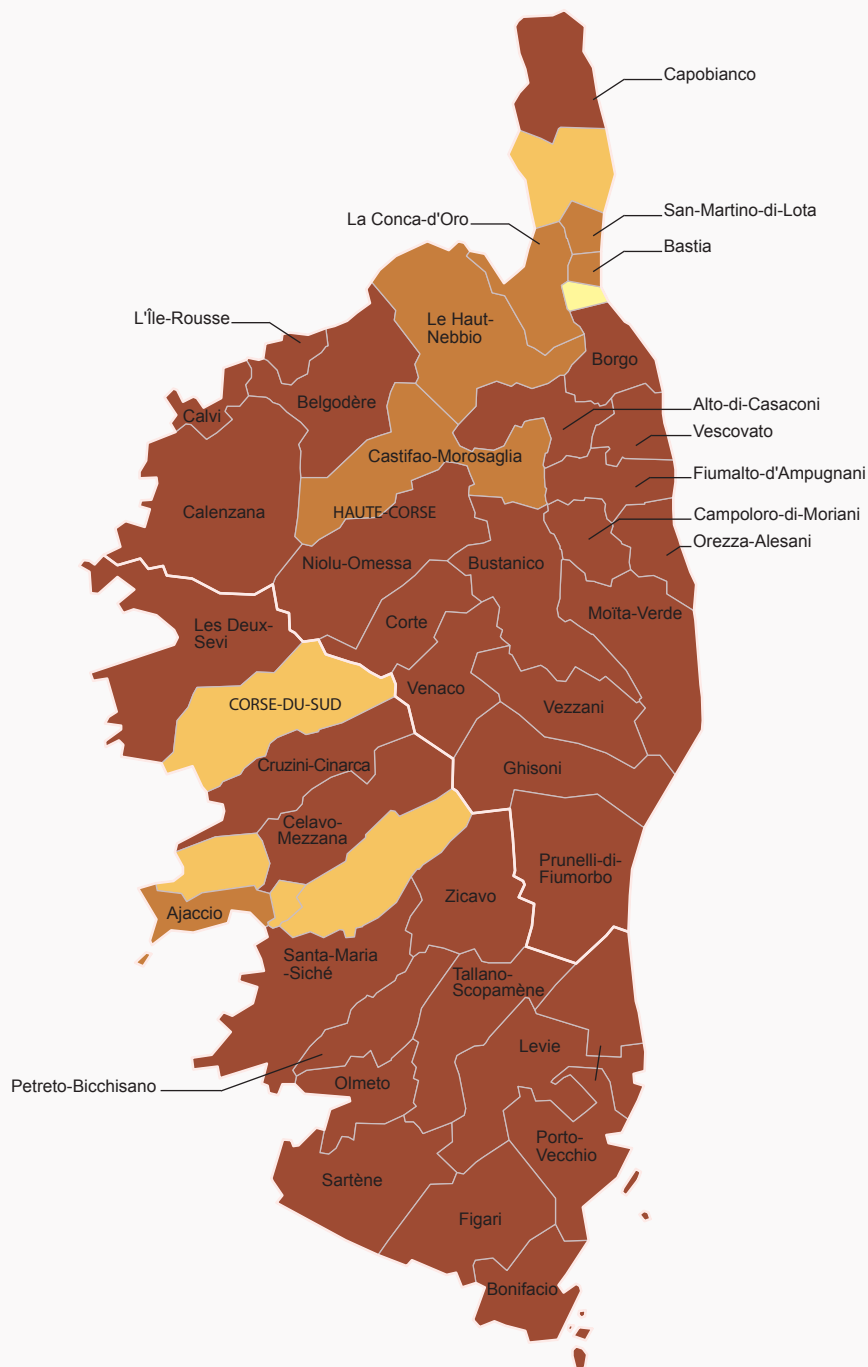 Capobianco
San-Martino-di-Lota
La Conca-d'Oro
Bastia
L'Île-Rousse
Le Haut-
Nebbio
Borgo
Calvi
Belgodère
Alto-di-Casaconi
Vescovato
Castifao-Morosaglia
Fiumalto-d'Ampugnani
Calenzana
HAUTE-CORSE
Campoloro-di-Moriani
Orezza-Alesani
Niolu-Omessa
Bustanico
Moïta-Verde
Les Deux-
Sevi
Corte
Venaco
CORSE-DU-SUD
Vezzani
Cruzini-Cinarca
Ghisoni
Celavo-
Mezzana
Prunelli-di-
Fiumorbo
Zicavo
Ajaccio
Santa-Maria
-Siché
Tallano-
Scopamène
Levie
Petreto-Bicchisano
Olmeto
Porto-
Vecchio
Sartène
Figari
Bonifacio